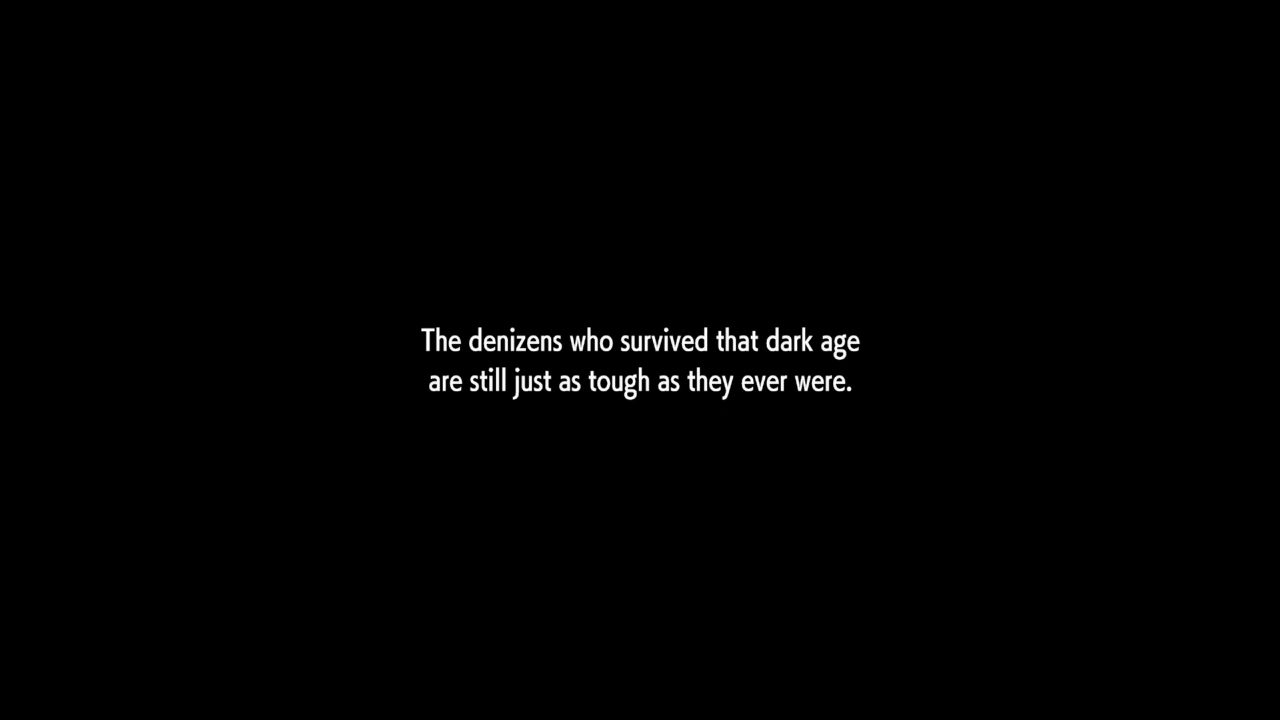 The denizens who survived that dark age
are still just as tough as they ever were.